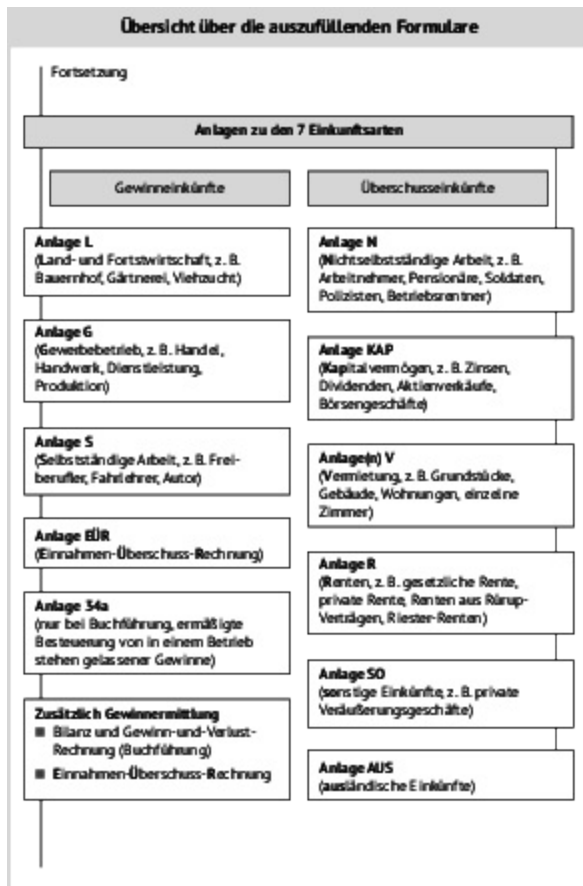 Übersicht über die auszufüllenden Formulare
Fortsetzung
Anlagen zu den 7 Einkunftsarten
Gewinneinkünfte
Anlage L
(Land- und Fortstwirtschaft, z. B.
Bauernhof, Gärtnerei, Viehzucht)
Anlage G
(Gewerbebetrieb, z. B. Handel,
Handwerk, Dienstleistung,
Produktion)
Anlage S
(Selbstständige Arbeit, z. B. Frei-
berufler, Fahrlehrer, Autor)
Anlage EÜR
(Einnahmen-Überschuss-Rechnung)
Anlage 34a
(nur bei Buchführung, ermäßigte
Besteuerung von in einem Betrieb
stehen gelassener Gewinne)
Zusätzlich Gewinnermittlung
■ Bilanz und Gewinn-und-Verlust-
Rechnung (Buchführung)
■ Einnahmen-Überschuss-Rechnung
Überschusseinkünfte
Anlage N
(Nichtselbstständige Arbeit, z. B.
Arbeitnehmer, Pensionäre, Soldaten,
Polizisten, Betriebsrentner)
Anlage KAP
(Kapitalvermögen, z. B. Zinsen,
Dividenden, Aktienverkäufe,
Börsengeschäfte)
Anlage(n) V
(Vermietung, z. B. Grundstücke,
Gebäude, Wohnungen, einzelne
Zimmer)
Anlage R
(Renten, z. B. gesetzliche Rente,
private Rente, Renten aus Rürup-
Verträgen, Riester-Renten)
Anlage SO
(sonstige Einkünfte, z. B. private
Veräußerungsgeschäfte)
Anlage AUS
(ausländische Einkünfte)